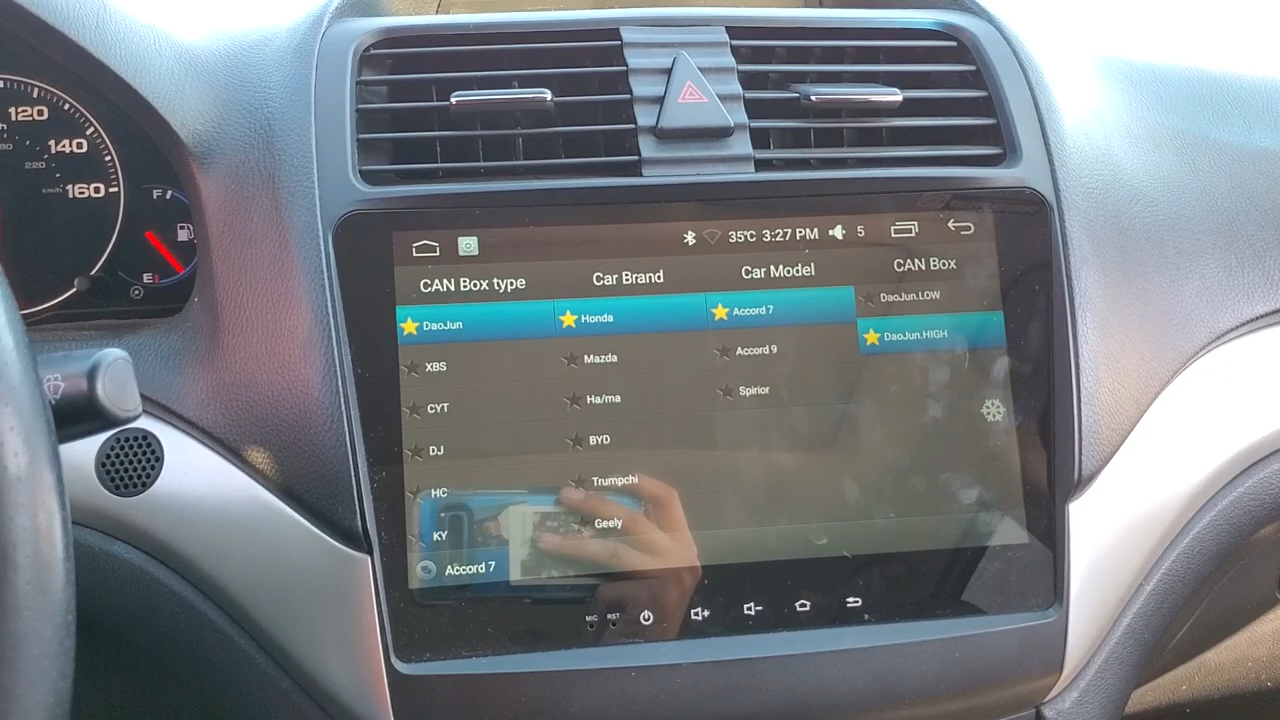 120
140
220
km/h 160
F
E
35℃ 3:27 PM 5
CAN Box type Car Brand Car Model CAN Box
DaoJun Honda Accord 7 DaoJun.LOW
XBS Mazda Accord 9 DaoJun.HIGH
CYT Ha/ma Spirior
DJ BYD
HC Trumpchi
KY Geely
Accord 7
MIC RST